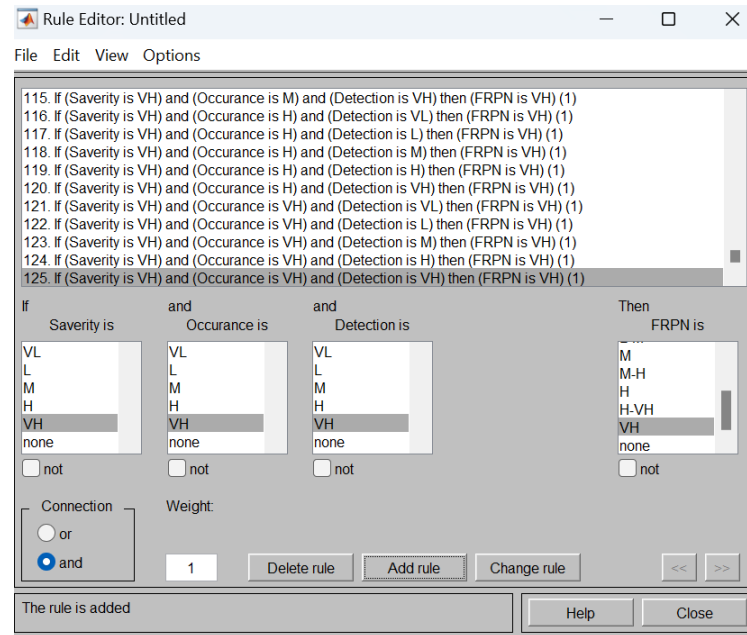 Rule Editor: Untitled
File Edit View Options
115. If (Saverity is VH) and (Occurance is M) and (Detection is VH) then (FRPN is VH) (1)
116. If (Saverity is VH) and (Occurance is H) and (Detection is VL) then (FRPN is VH) (1)
117. If (Saverity is VH) and (Occurance is H) and (Detection is L) then (FRPN is VH) (1)
118. If (Saverity is VH) and (Occurance is H) and (Detection is M) then (FRPN is VH) (1)
119. If (Saverity is VH) and (Occurance is H) and (Detection is H) then (FRPN is VH) (1)
120. If (Saverity is VH) and (Occurance is H) and (Detection is VH) then (FRPN is VH) (1)
121. If (Saverity is VH) and (Occurance is VH) and (Detection is VL) then (FRPN is VH) (1)
122. If (Saverity is VH) and (Occurance is VH) and (Detection is L) then (FRPN is VH) (1)
123. If (Saverity is VH) and (Occurance is VH) and (Detection is M) then (FRPN is VH) (1)
124. If (Saverity is VH) and (Occurance is VH) and (Detection is H) then (FRPN is VH) (1)
125. If (Saverity is VH) and (Occurance is VH) and (Detection is VH) then (FRPN is VH) (1)
If and and Then
Saverity is Occurance is Detection is FRPN is
VL VL VL
L L L M
M M M M-H
H H H H
H-VH
VH VH VH VH
none none none none
not not not not
Connection Weight:
or
and 1 Delete rule Add rule Change rule << >>
The rule is added Help Close